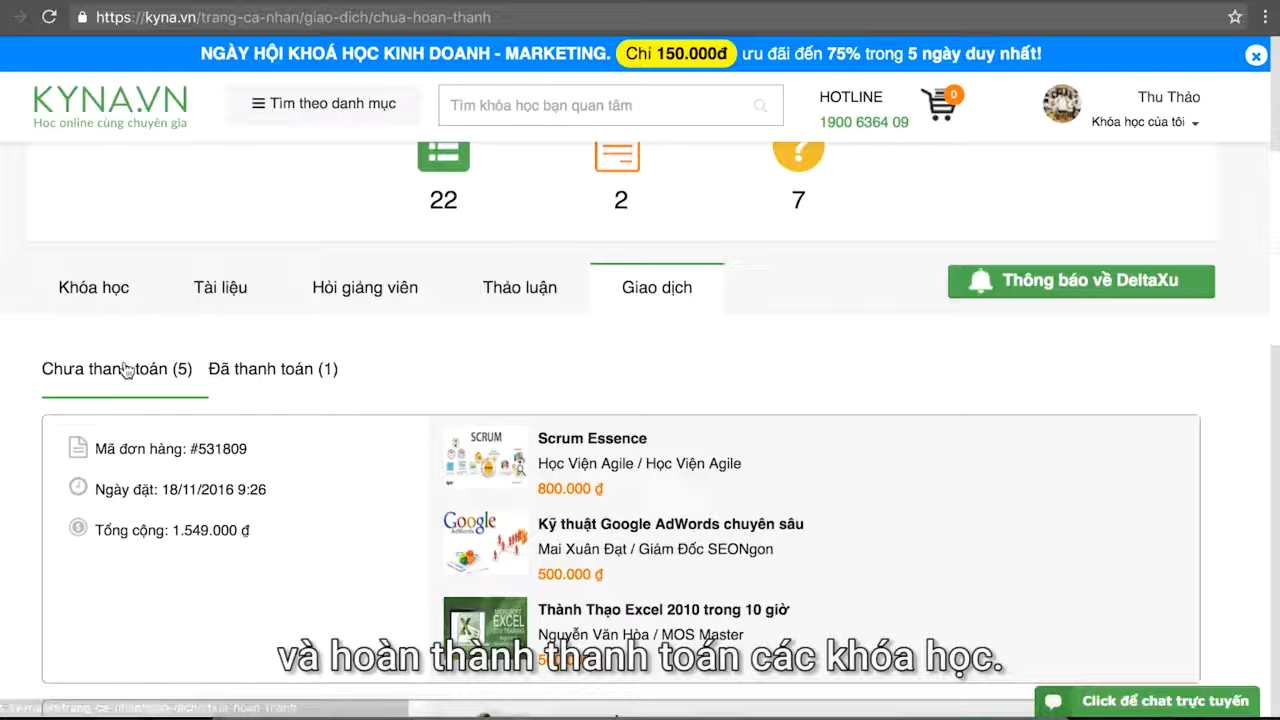 https://kyna.vn/trang-ca-nhan/giao-dich/chua-hoan-thanh
NGÀY HỘI KHOÁ HỌC KINH DOANH - MARKETING. Chỉ 150.000đ ưu đãi đến 75% trong 5 ngày duy nhất!
KYNA.VN
Học online cùng chuyên gia
Tìm theo danh mục
Tìm khóa học bạn quan tâm
HOTLINE
1900 6364 09
0
Thu Thảo
Khóa học của tôi
22
2
7
Khóa học
Tài liệu
Hỏi giảng viên
Thảo luận
Giao dịch
Thông báo về DeltaXu
Chưa thanh toán (5)
Đã thanh toán (1)
Mã đơn hàng: #531809
Ngày đặt: 18/11/2016 9:26
Tổng cộng: 1.549.000 ₫
SCRUM
Scrum Essence
Học Viện Agile / Học Viện Agile
800.000 ₫
Google
AdWords
Kỹ thuật Google AdWords chuyên sâu
Mai Xuân Đạt / Giám Đốc SEONgon
500.000 ₫
EXCEL
Thành Thạo Excel 2010 trong 10 giờ
Nguyễn Văn Hòa / MOS Master
và hoàn thành thanh toán các khóa học.
Click để chat trực tuyến